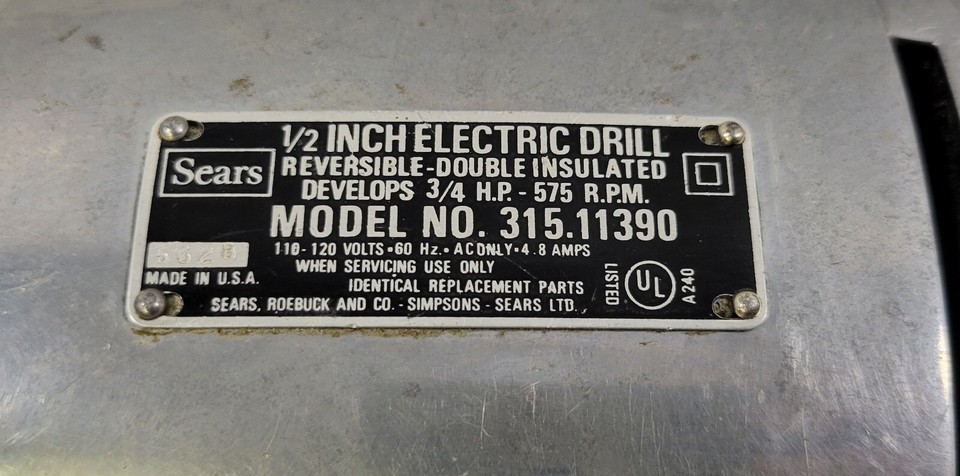 1/2 INCH ELECTRIC DRILL
Sears
REVERSIBLE-DOUBLE INSULATED
DEVELOPS 3/4 H.P. - 575 R.P.M.
MODEL NO. 315.11390
110-120 VOLTS•60 Hz.•AC ONLY•4.8 AMPS
WHEN SERVICING USE ONLY
MADE IN U.S.A.
IDENTICAL REPLACEMENT PARTS
SEARS, ROEBUCK AND CO. - SIMPSONS - SEARS LTD.
LISTED
UL
A240